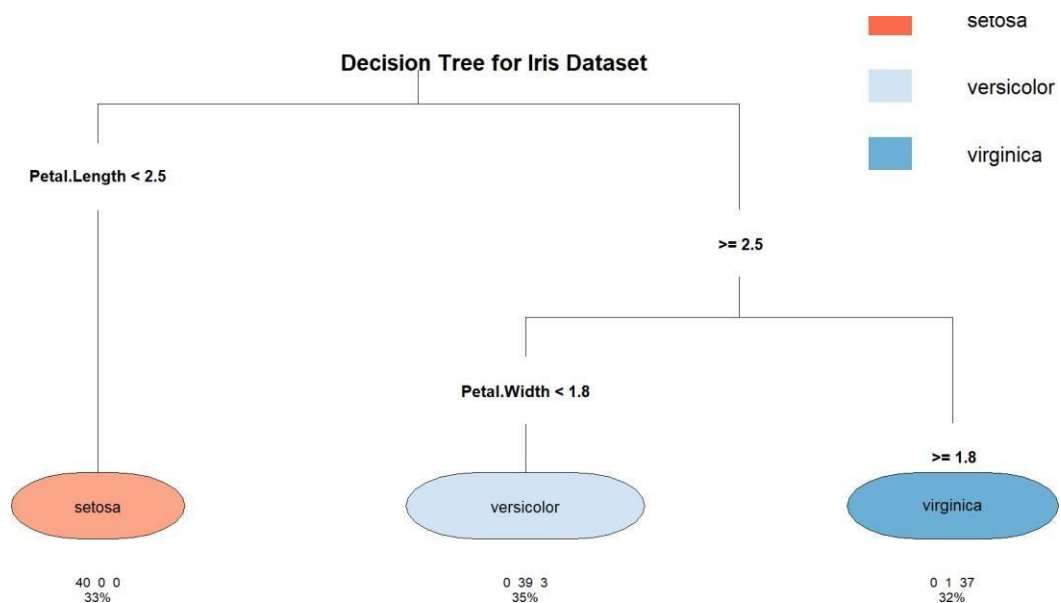 setosa
Decision Tree for Iris Dataset
versicolor
virginica
Petal.Length < 2.5
>= 2.5
Petal.Width < 1.8
>= 1.8
setosa
versicolor
virginica
40 0 0
33%
0 39 3
35%
0 1 37
32%